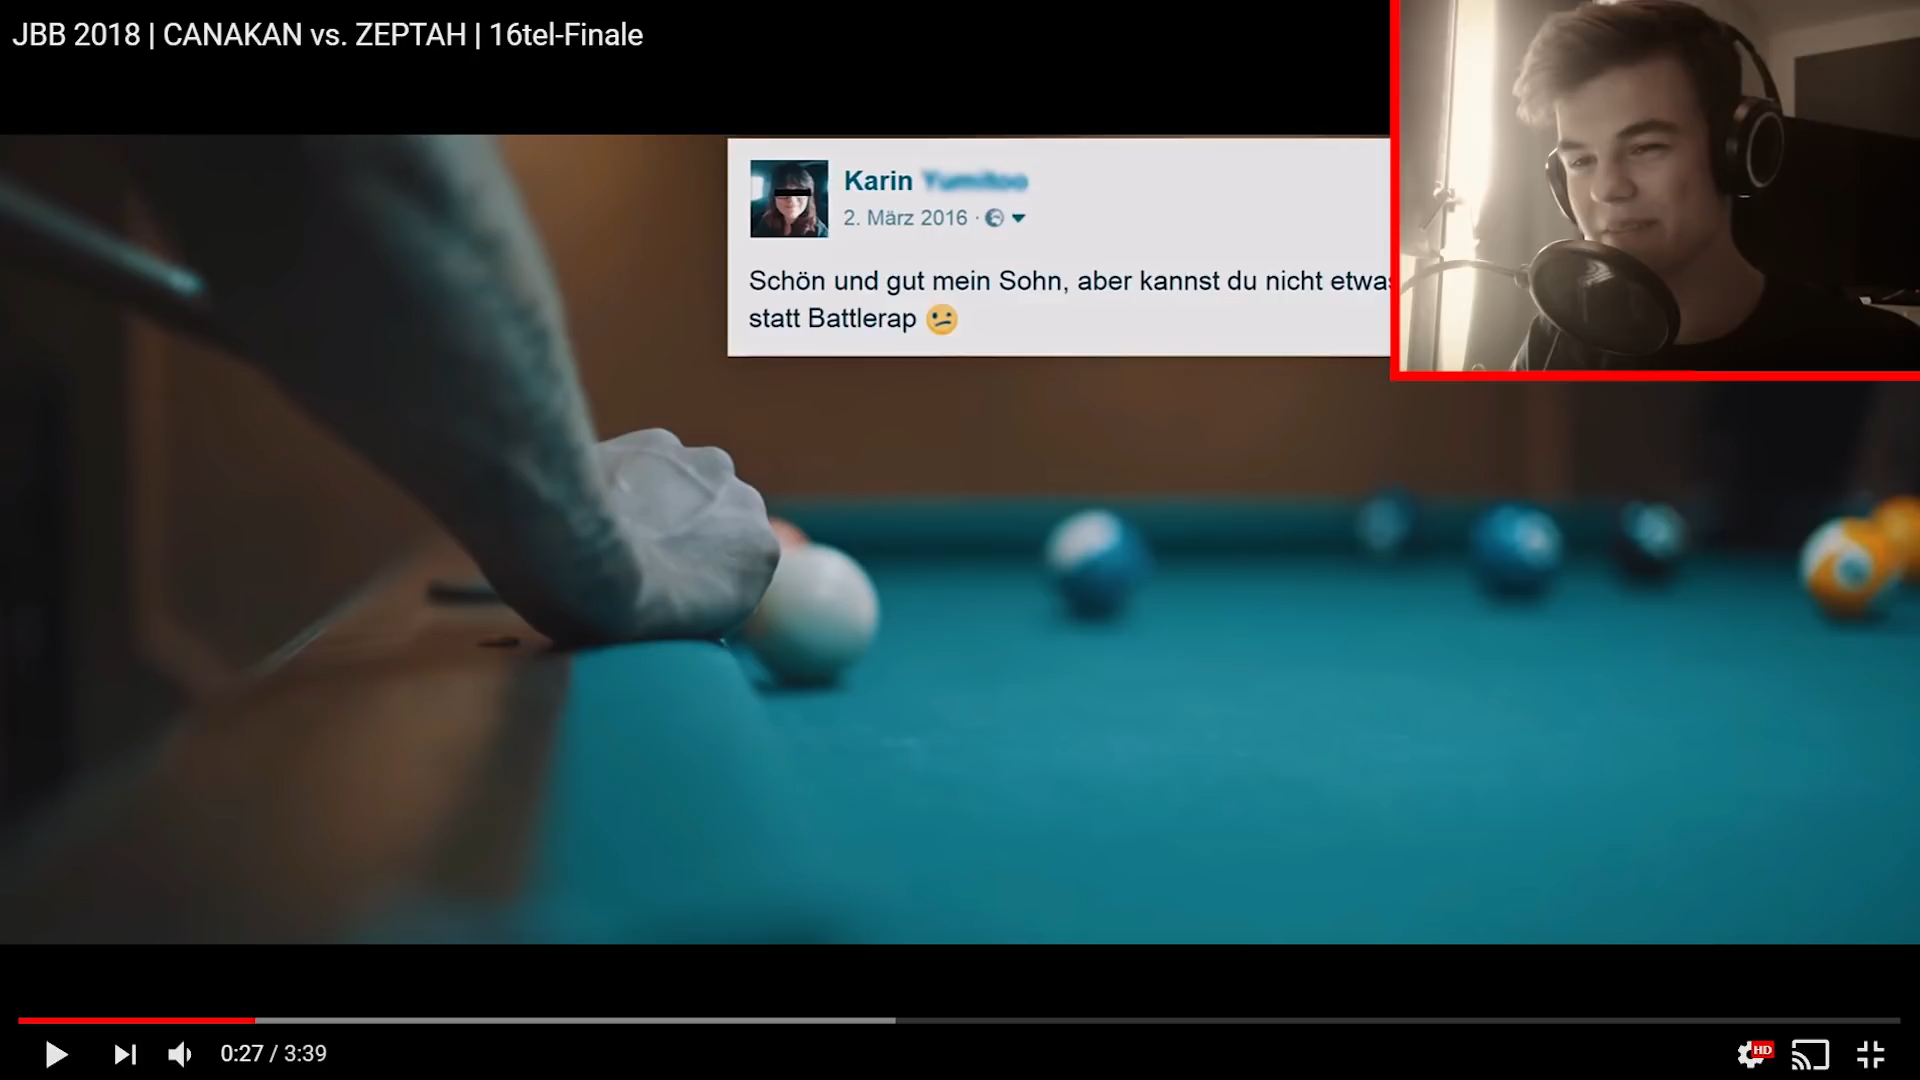 JBB 2018 | CANAKAN vs. ZEPTAH | 16tel-Finale
Karin
2. März 2016 ·
Schön und gut mein Sohn, aber kannst du nicht etwas
statt Battlerap 😕
0:27 / 3:39
HD